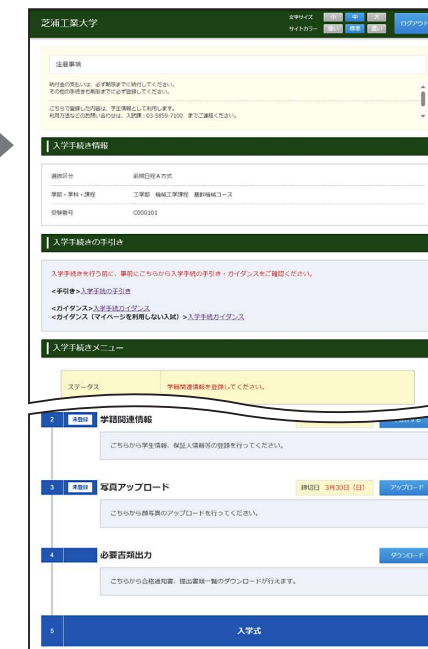 芝浦工業大学
文字サイズ 小 中 大
サイトカラー 濃い 標準 濃い
ログアウト
注意事項
納付金の支払いは、必ず期限までに納付してください。
その他の手続きも期限までに必ず登録してください。
こちらで登録した内容は、学生情報として利用します。
利用方法などのお問い合わせは、入試課：03-5859-7100 までご連絡ください。
入学手続き情報
選抜区分 前期日程Ａ方式
学部・学科・課程 工学部 機械工学課程 基幹機械コース
受験番号 C000101
入学手続きの手引き
入学手続きを行う前に、事前にこちらから入学手続の手引き・ガイダンスをご確認ください。
<手引き>入学手続の手引き
<ガイダンス>入学手続ガイダンス
<ガイダンス（マイページを利用しない入試）>入学手続ガイダンス
入学手続きメニュー
ステータス 学籍関連情報を登録してください。
2 未登録 学籍関連情報
こちらから学生情報、保証人情報等の登録を行ってください。
3 未登録 写真アップロード 締切日 3月30日（日） アップロード
こちらから顔写真のアップロードを行ってください。
4 必要書類出力 ダウンロード
こちらから合格通知書、提出書類一覧のダウンロードが行えます。
5 入学式